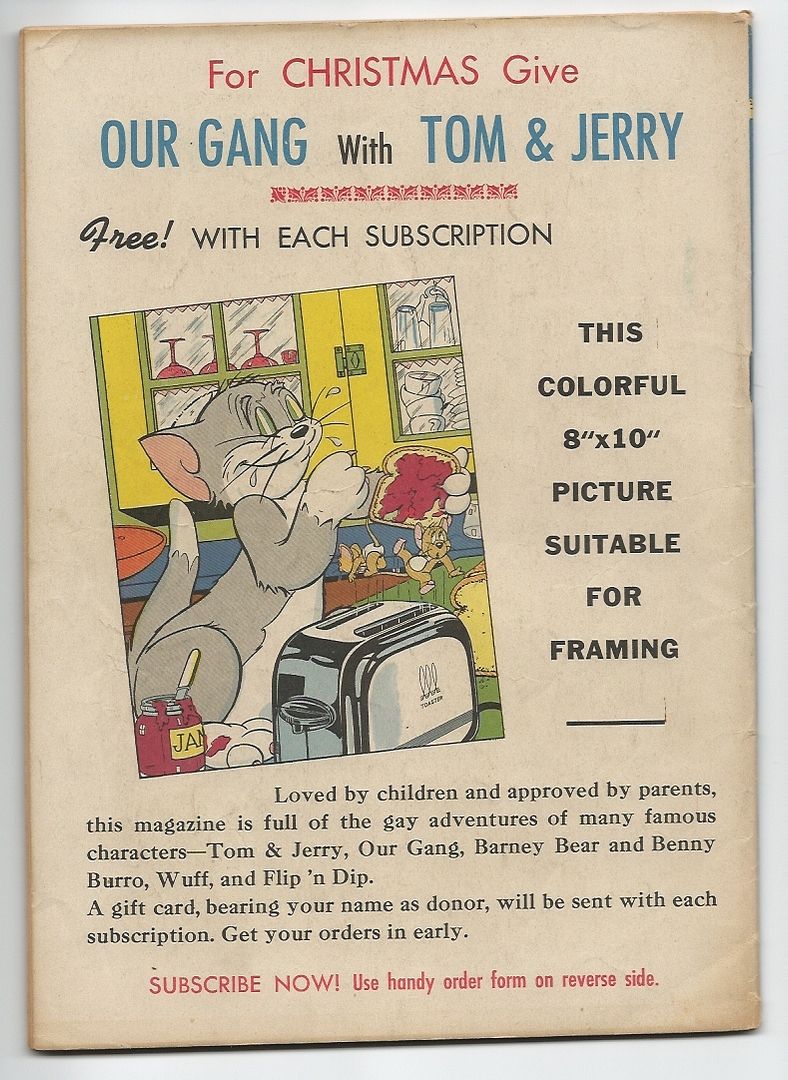 For CHRISTMAS Give
OUR GANG With TOM & JERRY
Free! WITH EACH SUBSCRIPTION
THIS
COLORFUL
8"x10"
PICTURE
SUITABLE
FOR
FRAMING
TOASTER
JAM
Loved by children and approved by parents,
this magazine is full of the gay adventures of many famous
characters—Tom & Jerry, Our Gang, Barney Bear and Benny
Burro, Wuff, and Flip 'n Dip.
A gift card, bearing your name as donor, will be sent with each
subscription. Get your orders in early.
SUBSCRIBE NOW! Use handy order form on reverse side.